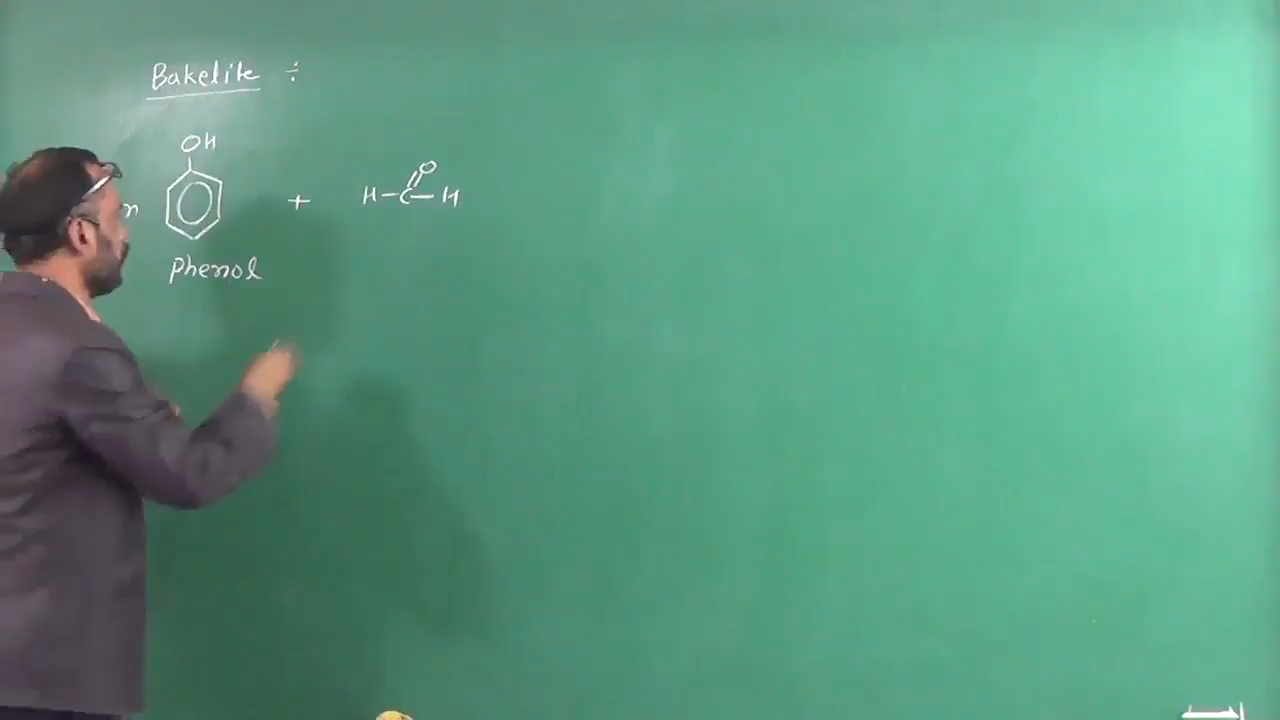 Bakelite ÷
OH
n + H-C-H
O
Phenol